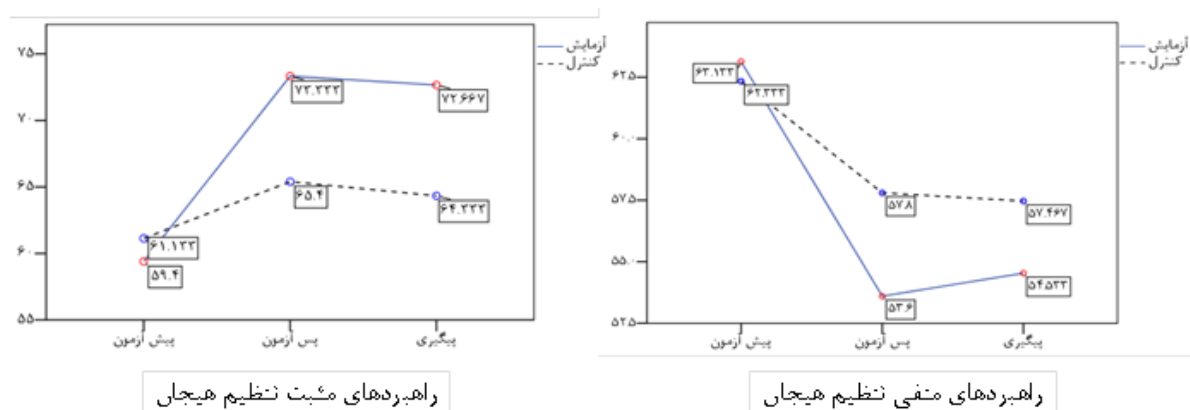 آزمایش
کنترل
۷۵
۷۰
۶۵
۶۰
۵۵
۷۳.۳۳۳
۷۲.۶۶۷
۶۵.۴
۶۴.۳۳۳
۶۱.۱۳۳
۵۹.۴
پیش آزمون
پس آزمون
پیگیری
راهبردهای مثبت تنظیم هیجان
آزمایش
کنترل
۶۲.۵
۶۰.۰
۵۷.۵
۵۵.۰
۵۲.۵
۶۳.۱۳۳
۶۲.۳۳۳
۵۷.۸
۵۷.۴۶۷
۵۳.۶
۵۴.۵۳۳
پیش آزمون
پس آزمون
پیگیری
راهبردهای منفی تنظیم هیجان